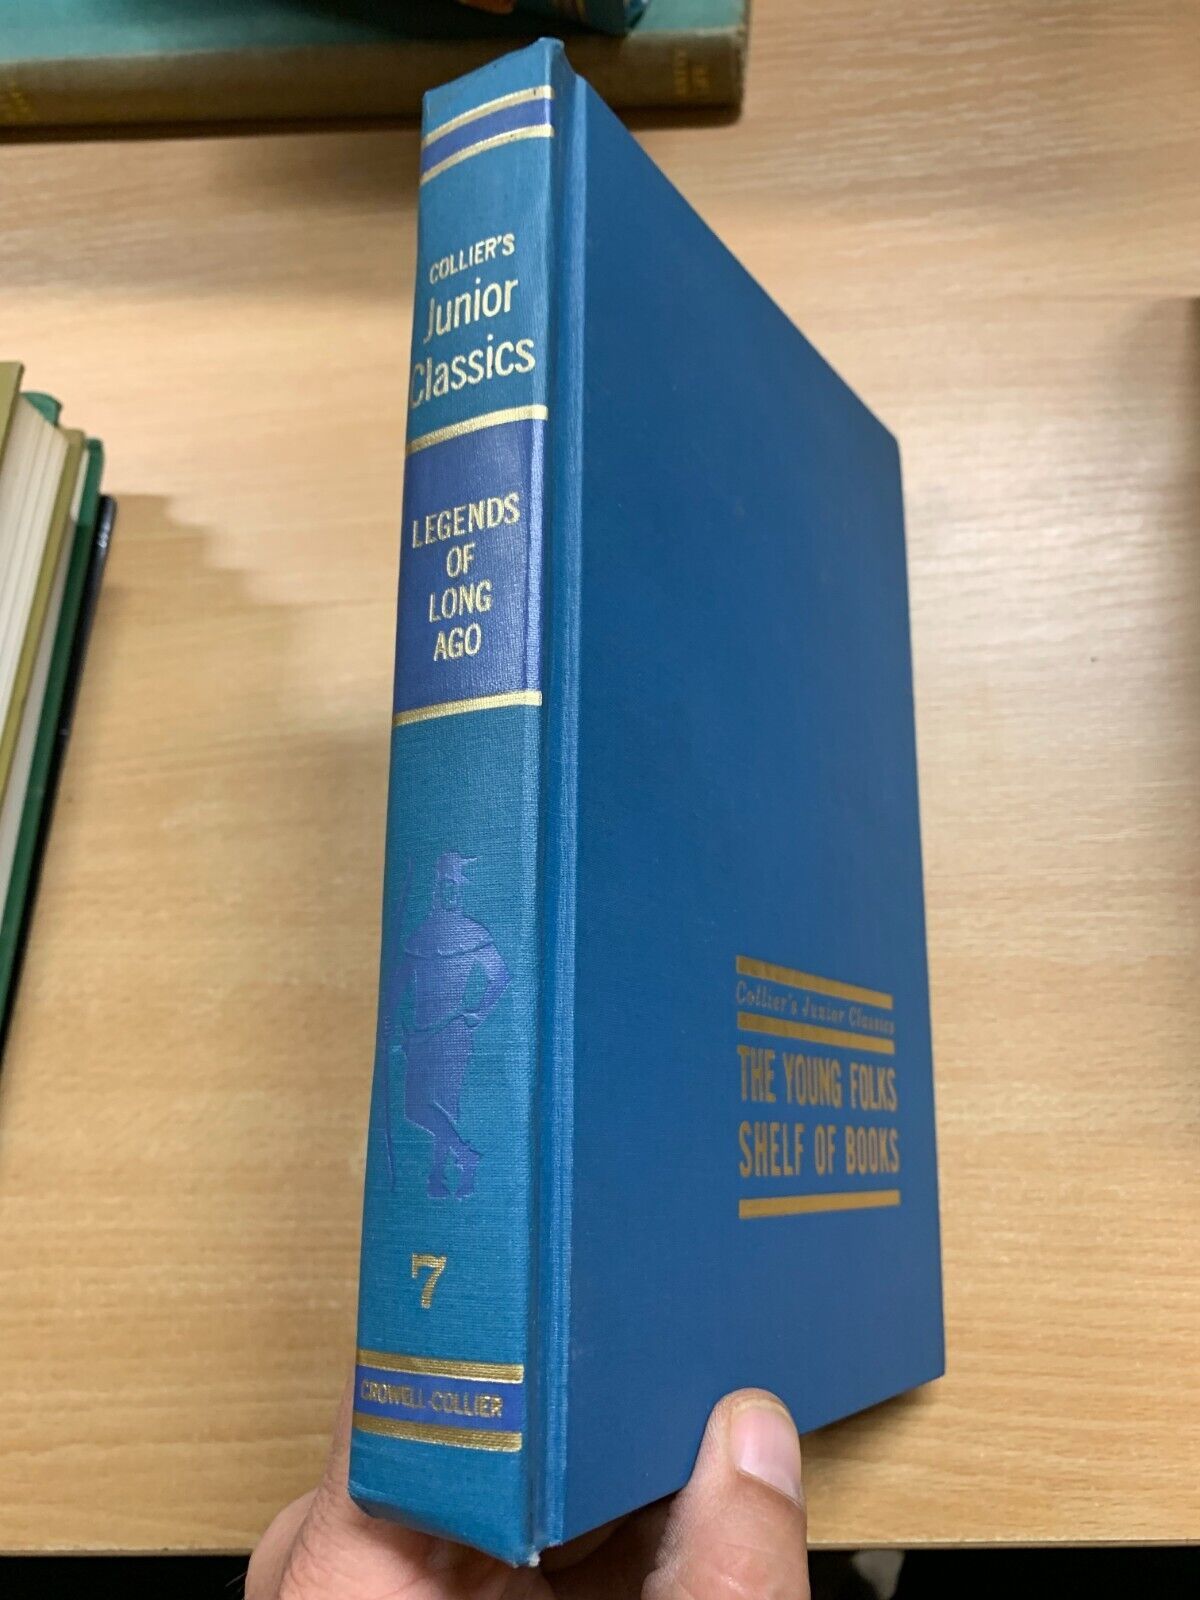 COLLIER'S
Junior
Classics
LEGENDS
OF
LONG
AGO
7
CROWELL-COLLIER
Collier's Junior Classics
THE YOUNG FOLKS
SHELF OF BOOKS